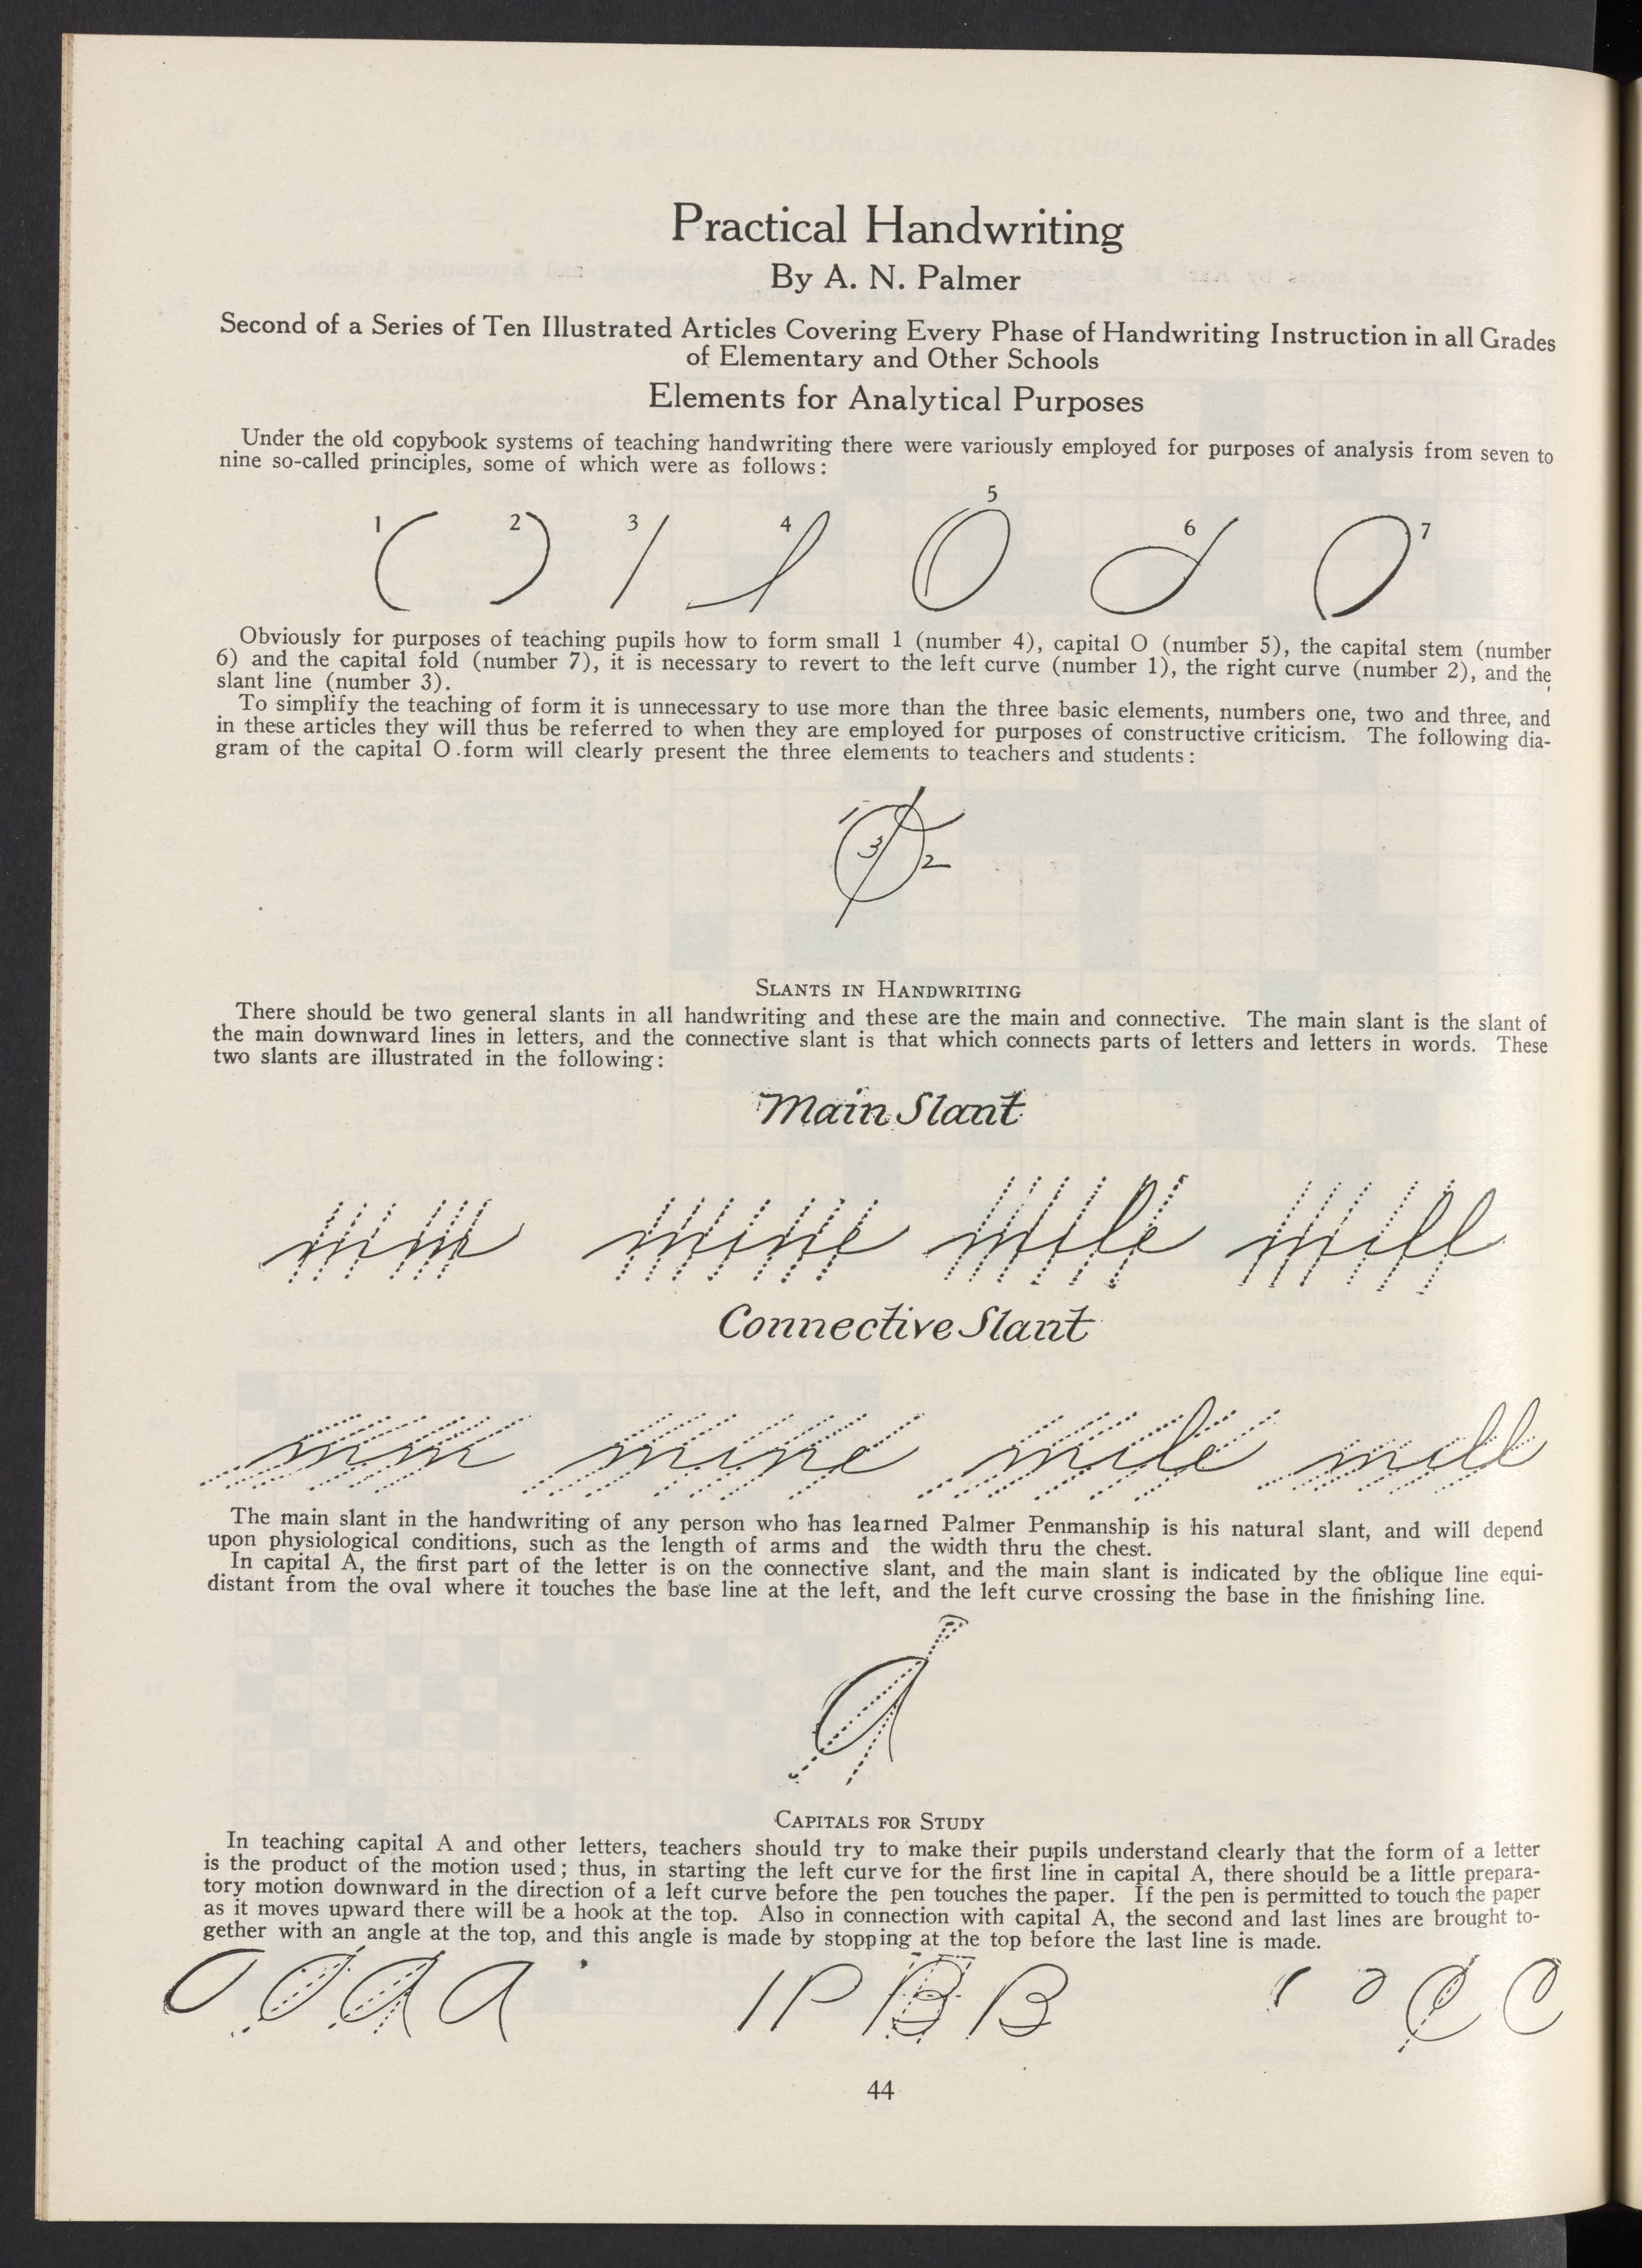 Practical Handwriting
By A. N. Palmer
Second of a Series of Ten Illustrated Articles Covering Every Phase of Handwriting Instruction in all Grades
of Elementary and Other Schools
Elements for Analytical Purposes
Under the old copybook systems of teaching handwriting there were variously employed for purposes of analysis from seven to
nine so-called principles, some of which were as follows:
1 2 3 4 5 6 7
Obviously for purposes of teaching pupils how to form small l (number 4), capital O (number 5), the capital stem (number
6) and the capital fold (number 7), it is necessary to revert to the left curve (number 1), the right curve (number 2), and the
slant line (number 3).
To simplify the teaching of form it is unnecessary to use more than the three basic elements, numbers one, two and three, and
in these articles they will thus be referred to when they are employed for purposes of constructive criticism. The following dia-
gram of the capital O form will clearly present the three elements to teachers and students:
1 3 2
Slants in Handwriting
There should be two general slants in all handwriting and these are the main and connective. The main slant is the slant of
the main downward lines in letters, and the connective slant is that which connects parts of letters and letters in words. These
two slants are illustrated in the following:
Main Slant
mm mine mile mill
Connective Slant
mm mine mile mill
The main slant in the handwriting of any person who has learned Palmer Penmanship is his natural slant, and will depend
upon physiological conditions, such as the length of arms and the width thru the chest.
In capital A, the first part of the letter is on the connective slant, and the main slant is indicated by the oblique line equi-
distant from the oval where it touches the base line at the left, and the left curve crossing the base in the finishing line.
A
Capitals for Study
In teaching capital A and other letters, teachers should try to make their pupils understand clearly that the form of a letter
is the product of the motion used; thus, in starting the left curve for the first line in capital A, there should be a little prepara-
tory motion downward in the direction of a left curve before the pen touches the paper. If the pen is permitted to touch the paper
as it moves upward there will be a hook at the top. Also in connection with capital A, the second and last lines are brought to-
gether with an angle at the top, and this angle is made by stopping at the top before the last line is made.
A A P B B C C
44